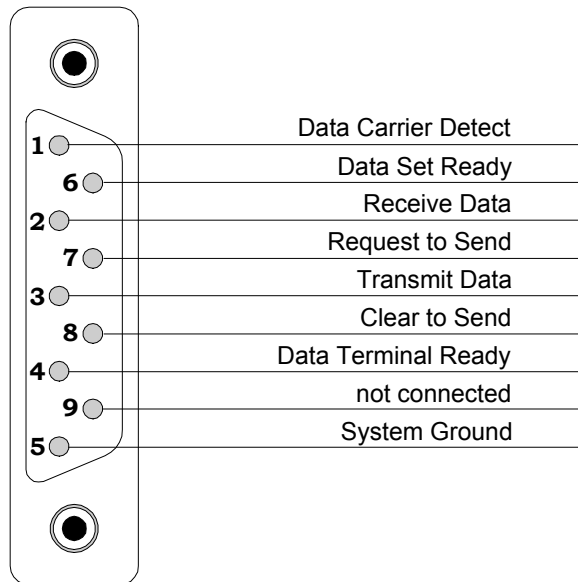 Data Carrier Detect
1
Data Set Ready
6
Receive Data
2
Request to Send
7
Transmit Data
3
Clear to Send
8
Data Terminal Ready
4
not connected
9
System Ground
5